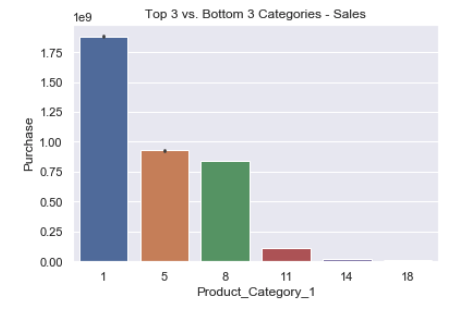 Top 3 vs. Bottom 3 Categories - Sales
1e9
1.75
1.50
1.25
1.00
0.75
0.50
0.25
0.00
Purchase
1 5 8 11 14 18
Product_Category_1